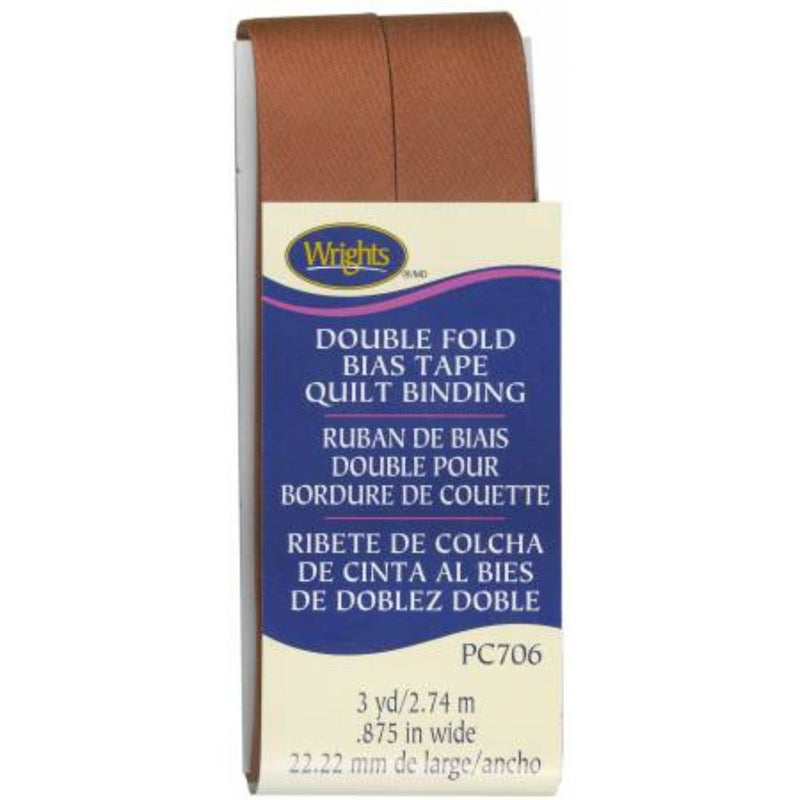 Wrights
®/MD
DOUBLE FOLD
BIAS TAPE
QUILT BINDING
RUBAN DE BIAIS
DOUBLE POUR
BORDURE DE COUETTE
RIBETE DE COLCHA
DE CINTA AL BIES
DE DOBLEZ DOBLE
PC706
3 yd/2.74 m
.875 in wide
22.22 mm de large/ancho